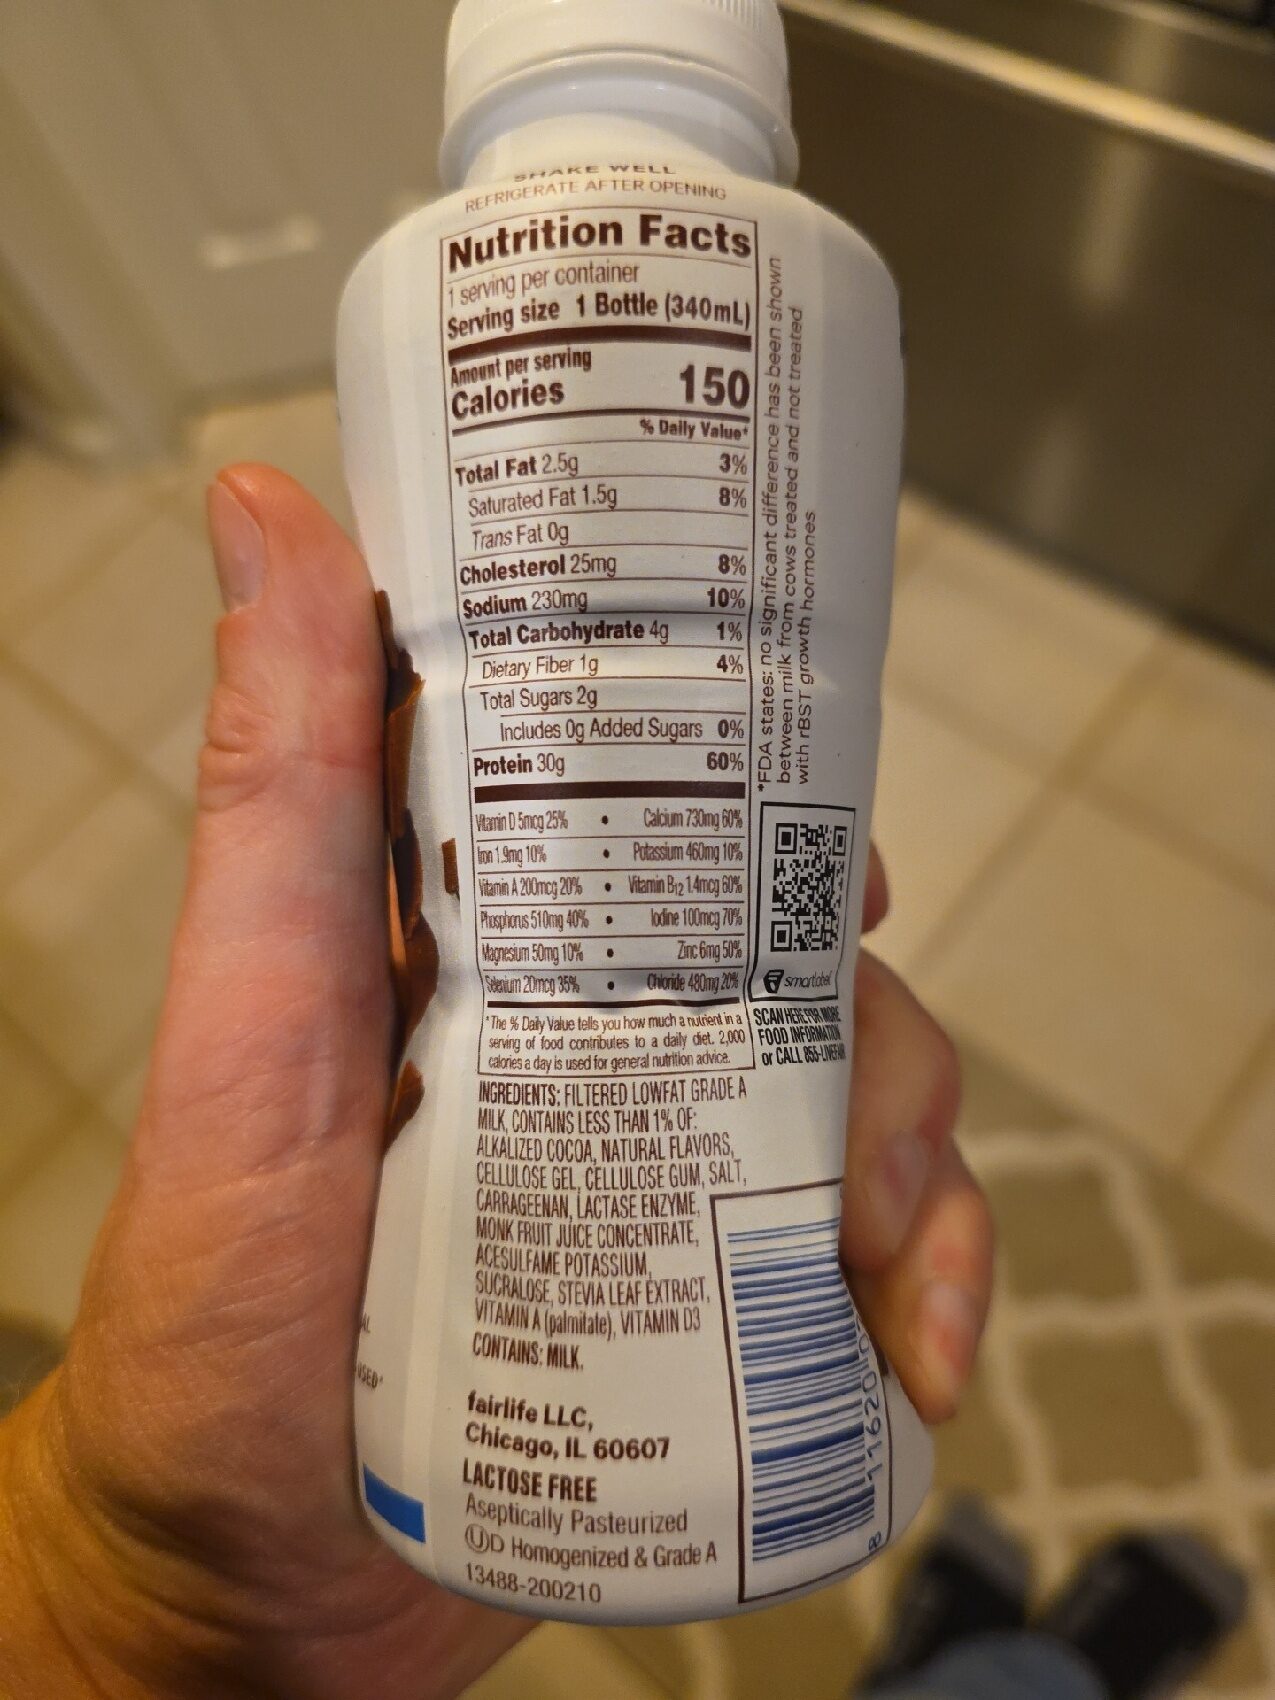 SHAKE WELL
REFRIGERATE AFTER OPENING
Nutrition Facts
1 serving per container
Serving size 1 Bottle (340mL)
Amount per serving
Calories 150
% Daily Value*
Total Fat 2.5g 3%
Saturated Fat 1.5g 8%
Trans Fat 0g
Cholesterol 25mg 8%
Sodium 230mg 10%
Total Carbohydrate 4g 1%
Dietary Fiber 1g 4%
Total Sugars 2g
Includes 0g Added Sugars 0%
Protein 30g 60%
Vitamin D 5mcg 25% • Calcium 730mg 60%
Iron 1.9mg 10% • Potassium 460mg 10%
Vitamin A 200mcg 20% • Vitamin B12 1.4mcg 60%
Phosphorus 510mg 40% • Iodine 100mcg 70%
Magnesium 50mg 10% • Zinc 6mg 50%
Selenium 20mcg 35% • Chloride 480mg 20%
*The % Daily Value tells you how much a nutrient in a
serving of food contributes to a daily diet. 2,000
calories a day is used for general nutrition advice.
*FDA states: no significant difference has been shown
between milk from cows treated and not treated
with rBST growth hormones
smartlabel
SCAN HERE FOR MORE
FOOD INFORMATION
or CALL 855-LIVEFAIR
INGREDIENTS: FILTERED LOWFAT GRADE A
MILK, CONTAINS LESS THAN 1% OF:
ALKALIZED COCOA, NATURAL FLAVORS,
CELLULOSE GEL, CELLULOSE GUM, SALT,
CARRAGEENAN, LACTASE ENZYME,
MONK FRUIT JUICE CONCENTRATE,
ACESULFAME POTASSIUM,
SUCRALOSE, STEVIA LEAF EXTRACT,
VITAMIN A (palmitate), VITAMIN D3
CONTAINS: MILK.
fairlife LLC,
Chicago, IL 60607
LACTOSE FREE
Aseptically Pasteurized
ⓊD Homogenized & Grade A
13488-200210
8 11620 0